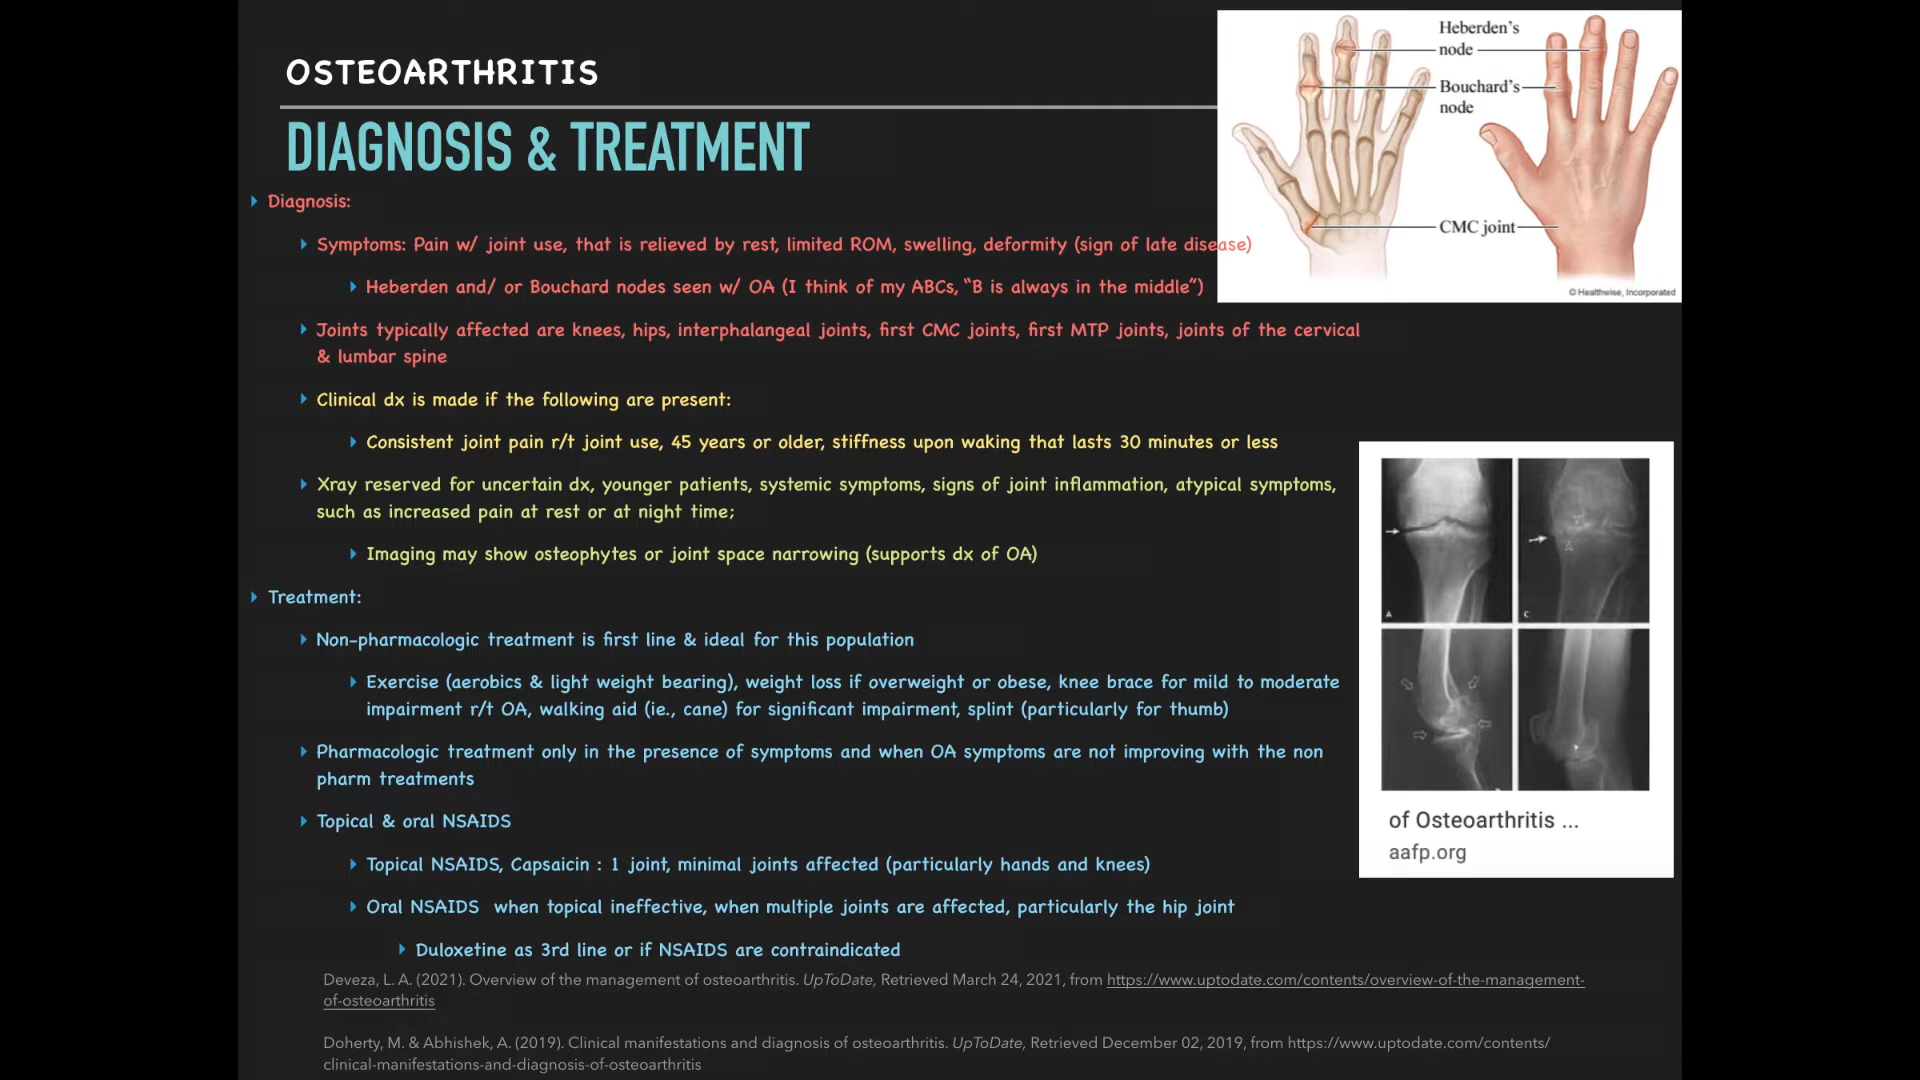 OSTEOARTHRITIS
DIAGNOSIS & TREATMENT
Heberden's
node
Bouchard's
node
CMC joint
© Healthwise, Incorporated
Diagnosis:
Symptoms: Pain w/ joint use, that is relieved by rest, limited ROM, swelling, deformity (sign of late disease)
Heberden and/ or Bouchard nodes seen w/ OA (I think of my ABCs, "B is always in the middle")
Joints typically affected are knees, hips, interphalangeal joints, first CMC joints, first MTP joints, joints of the cervical
& lumbar spine
Clinical dx is made if the following are present:
Consistent joint pain r/t joint use, 45 years or older, stiffness upon waking that lasts 30 minutes or less
Xray reserved for uncertain dx, younger patients, systemic symptoms, signs of joint inflammation, atypical symptoms,
such as increased pain at rest or at night time;
Imaging may show osteophytes or joint space narrowing (supports dx of OA)
Treatment:
Non-pharmacologic treatment is first line & ideal for this population
Exercise (aerobics & light weight bearing), weight loss if overweight or obese, knee brace for mild to moderate
impairment r/t OA, walking aid (ie., cane) for significant impairment, splint (particularly for thumb)
Pharmacologic treatment only in the presence of symptoms and when OA symptoms are not improving with the non
pharm treatments
Topical & oral NSAIDS
Topical NSAIDS, Capsaicin : 1 joint, minimal joints affected (particularly hands and knees)
Oral NSAIDS when topical ineffective, when multiple joints are affected, particularly the hip joint
Duloxetine as 3rd line or if NSAIDS are contraindicated
A
C
of Osteoarthritis ...
aafp.org
Deveza, L. A. (2021). Overview of the management of osteoarthritis. UpToDate, Retrieved March 24, 2021, from https://www.uptodate.com/contents/overview-of-the-management-
of-osteoarthritis
Doherty, M. & Abhishek, A. (2019). Clinical manifestations and diagnosis of osteoarthritis. UpToDate, Retrieved December 02, 2019, from https://www.uptodate.com/contents/
clinical-manifestations-and-diagnosis-of-osteoarthritis